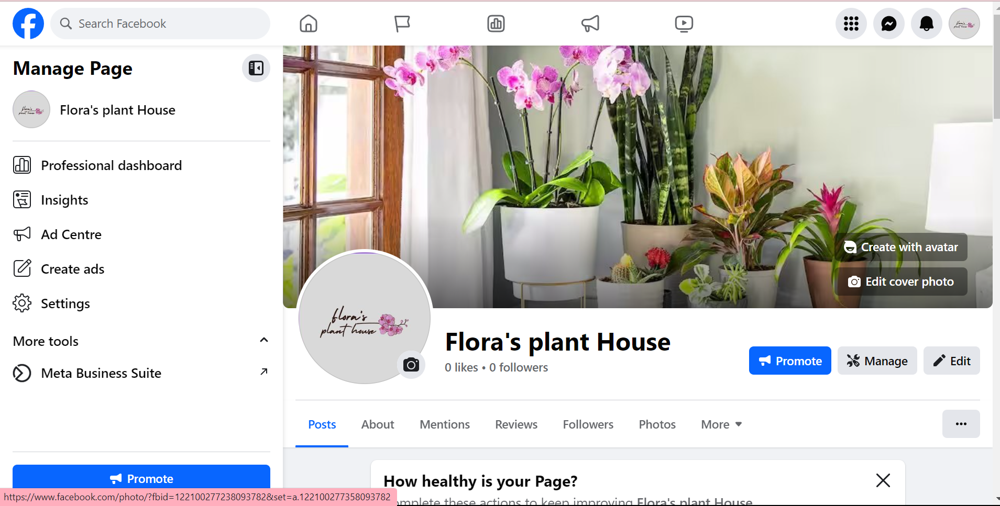 Search Facebook
Manage Page
Flora's plant House
Professional dashboard
Insights
Ad Centre
Create ads
Settings
More tools
Meta Business Suite
Promote
https://www.facebook.com/photo/?fbid=122100277238093782&set=a.122100277358093782
Create with avatar
Edit cover photo
flora's
plant house
Flora's plant House
0 likes • 0 followers
Promote
Manage
Edit
Posts
About
Mentions
Reviews
Followers
Photos
More
How healthy is your Page?
omplete these actions to keep improving Flora's plant House